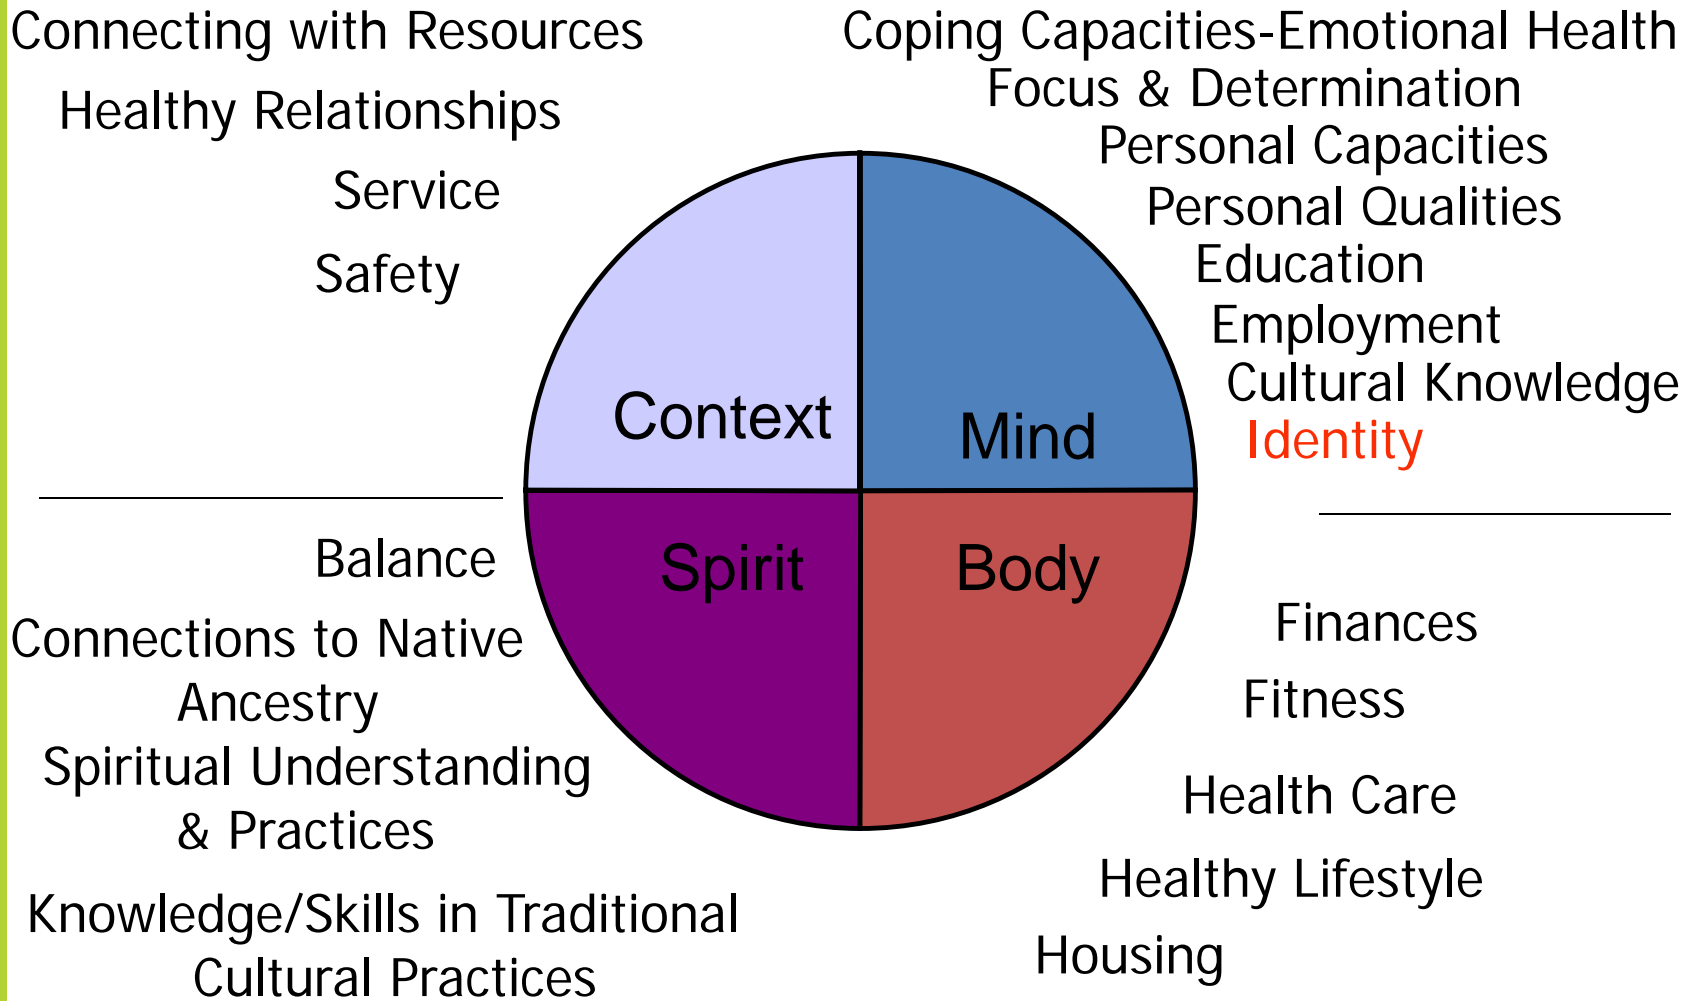 Connecting with Resources
Healthy Relationships
Service
Safety
Coping Capacities-Emotional Health
Focus & Determination
Personal Capacities
Personal Qualities
Education
Employment
Cultural Knowledge
Identity
Context
Mind
Spirit
Body
Balance
Connections to Native
Ancestry
Spiritual Understanding
& Practices
Knowledge/Skills in Traditional
Cultural Practices
Finances
Fitness
Health Care
Healthy Lifestyle
Housing